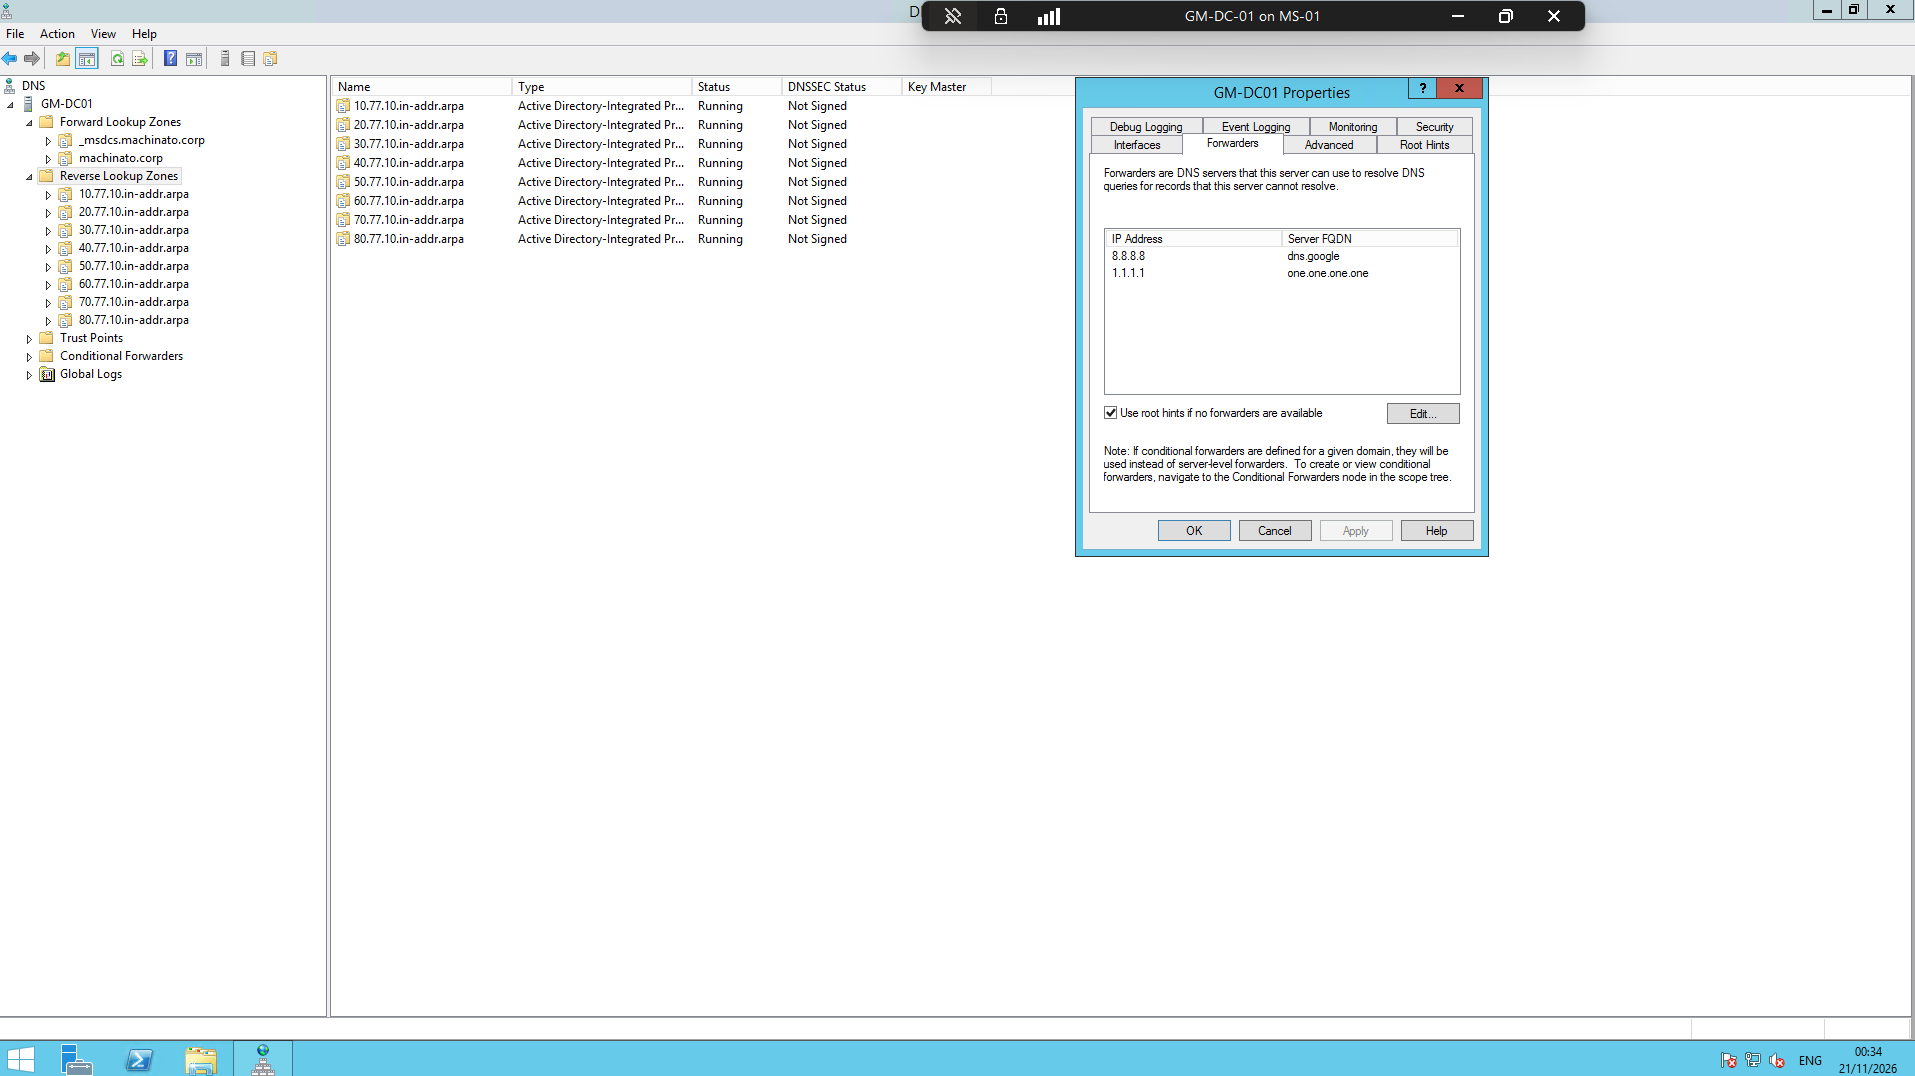 D
GM-DC-01 on MS-01
File Action View Help
DNS
GM-DC01
Forward Lookup Zones
_msdcs.machinato.corp
machinato.corp
Reverse Lookup Zones
10.77.10.in-addr.arpa
20.77.10.in-addr.arpa
30.77.10.in-addr.arpa
40.77.10.in-addr.arpa
50.77.10.in-addr.arpa
60.77.10.in-addr.arpa
70.77.10.in-addr.arpa
80.77.10.in-addr.arpa
Trust Points
Conditional Forwarders
Global Logs
Name Type Status DNSSEC Status Key Master
10.77.10.in-addr.arpa Active Directory-Integrated Pr... Running Not Signed
20.77.10.in-addr.arpa Active Directory-Integrated Pr... Running Not Signed
30.77.10.in-addr.arpa Active Directory-Integrated Pr... Running Not Signed
40.77.10.in-addr.arpa Active Directory-Integrated Pr... Running Not Signed
50.77.10.in-addr.arpa Active Directory-Integrated Pr... Running Not Signed
60.77.10.in-addr.arpa Active Directory-Integrated Pr... Running Not Signed
70.77.10.in-addr.arpa Active Directory-Integrated Pr... Running Not Signed
80.77.10.in-addr.arpa Active Directory-Integrated Pr... Running Not Signed
GM-DC01 Properties
Debug Logging Event Logging Monitoring Security
Interfaces Forwarders Advanced Root Hints
Forwarders are DNS servers that this server can use to resolve DNS
queries for records that this server cannot resolve.
IP Address Server FQDN
8.8.8.8 dns.google
1.1.1.1 one.one.one.one
Use root hints if no forwarders are available Edit...
Note: If conditional forwarders are defined for a given domain, they will be
used instead of server-level forwarders. To create or view conditional
forwarders, navigate to the Conditional Forwarders node in the scope tree.
OK Cancel Apply Help
ENG
00:34
21/11/2026